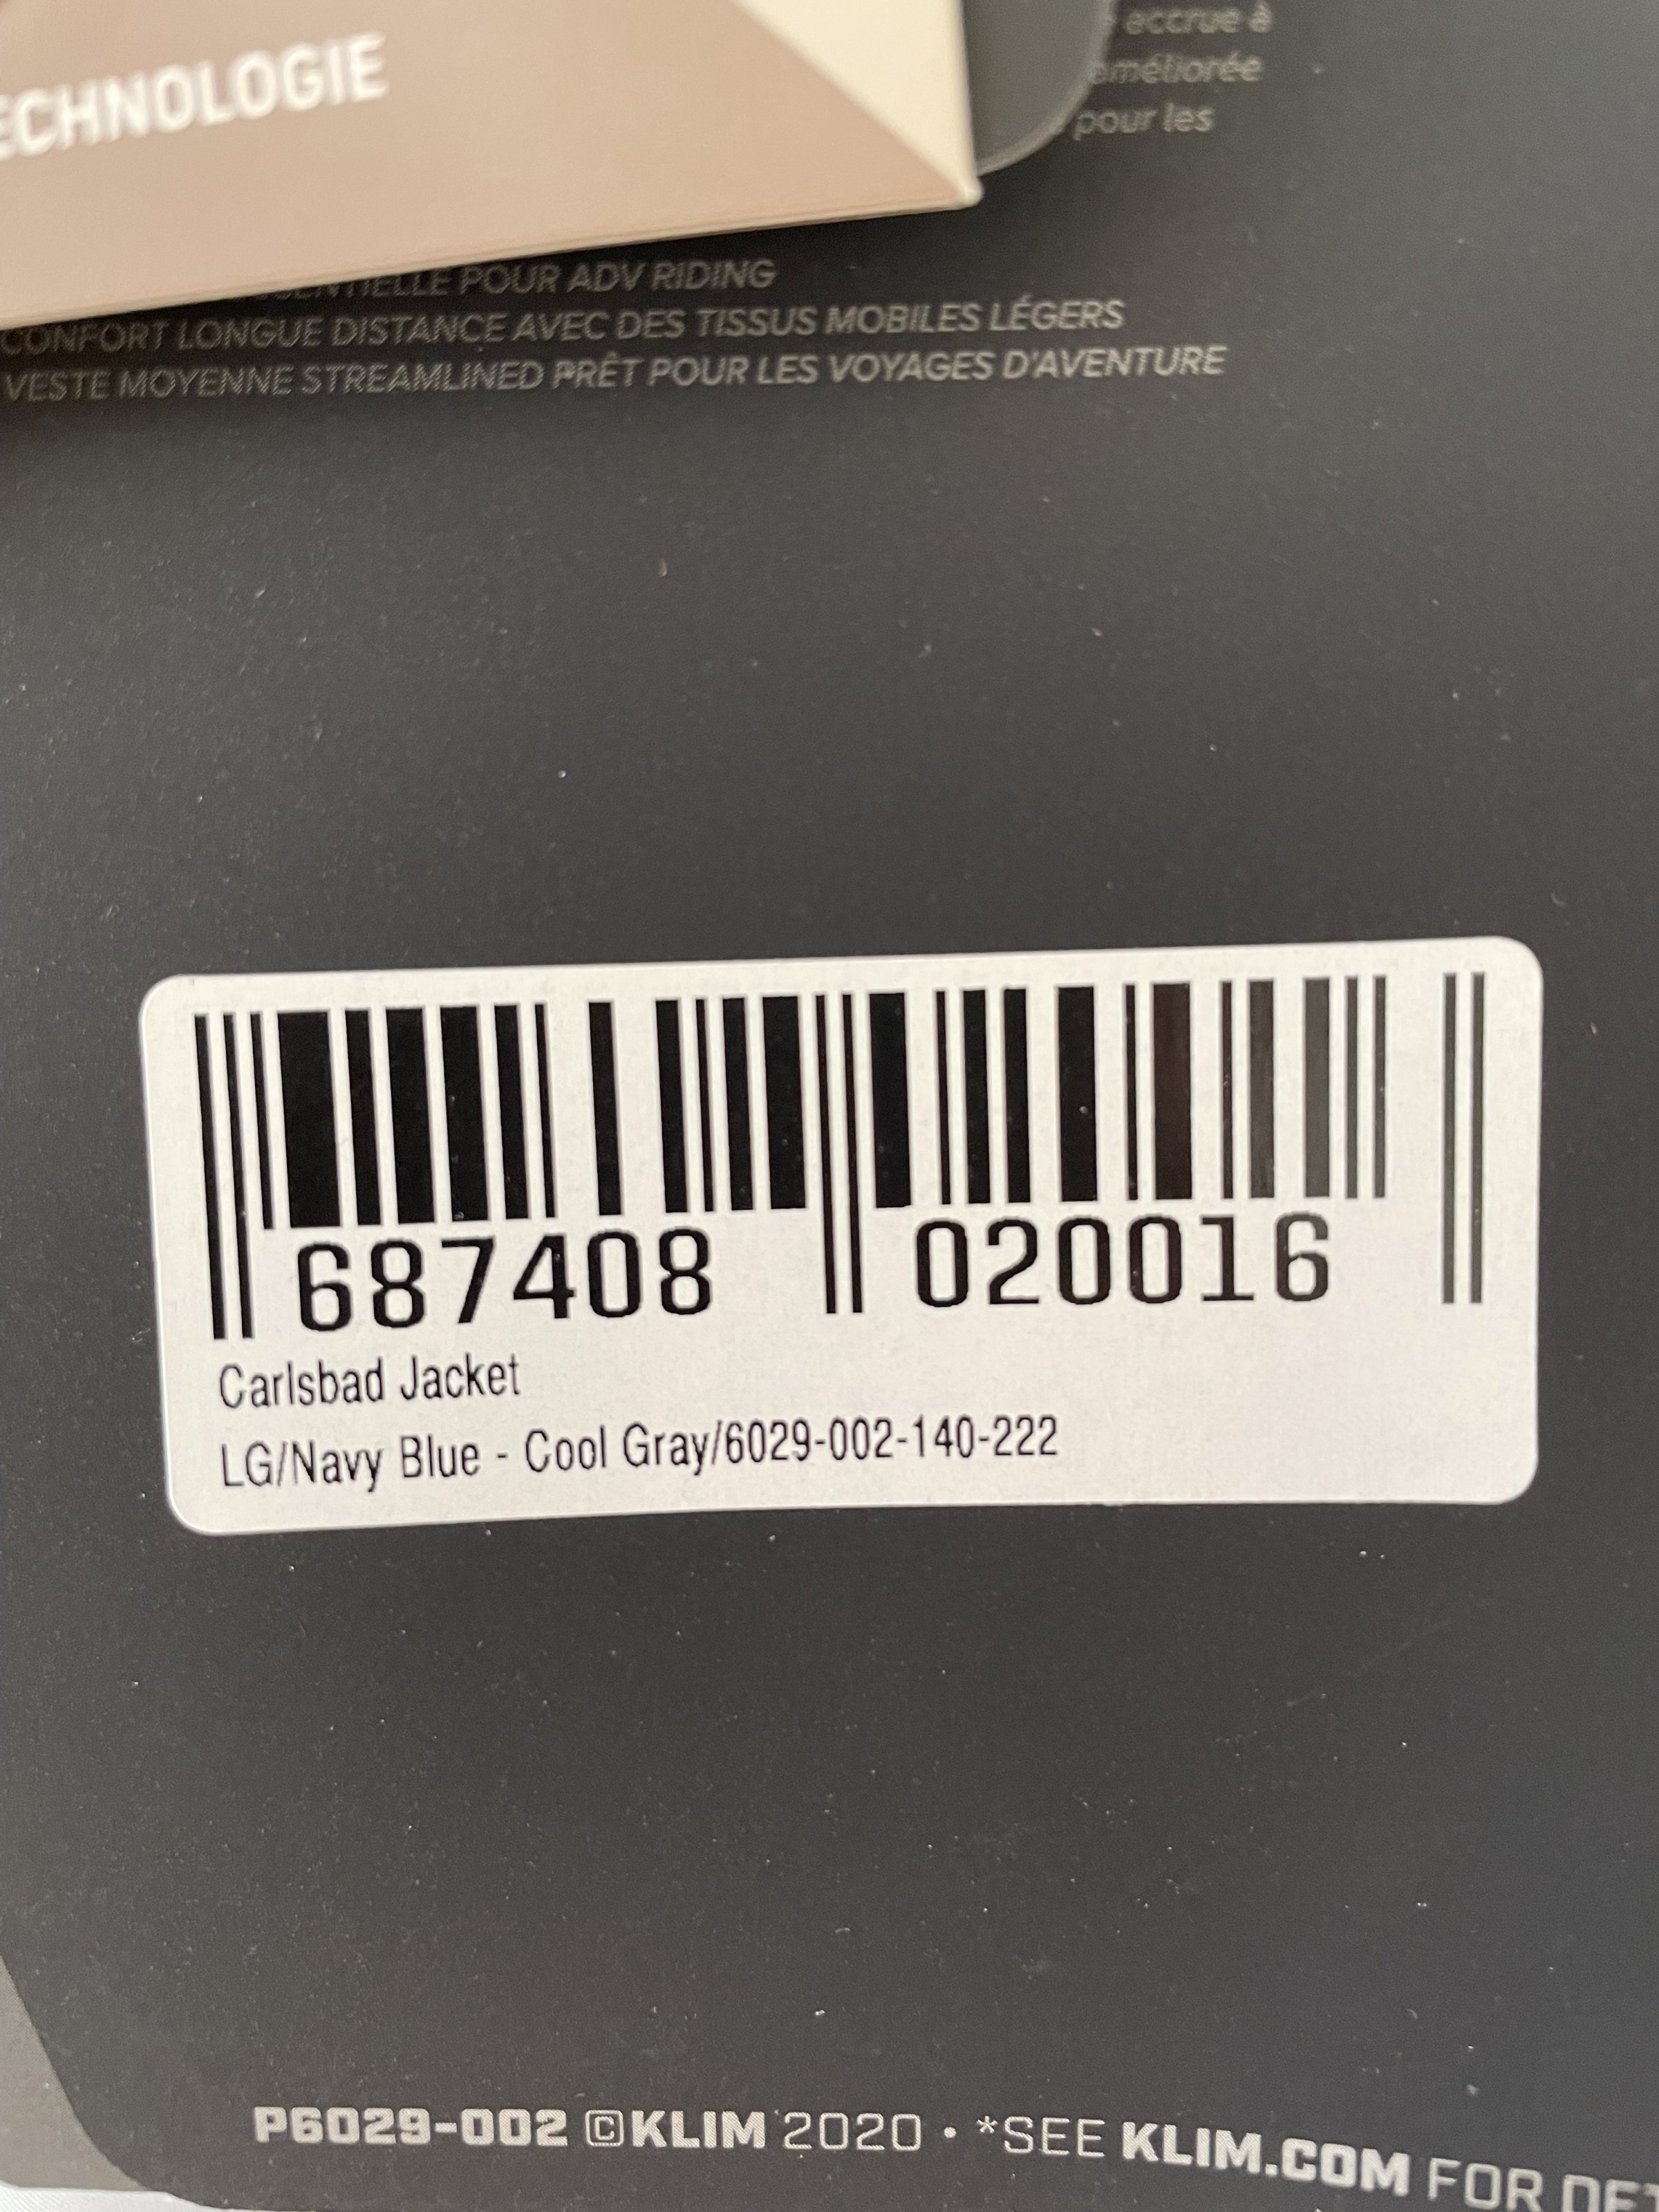 ECHNOLOGIE
accrue à
améliorée
pour les
POUR ADV RIDING
CONFORT LONGUE DISTANCE AVEC DES TISSUS MOBILES LÉGERS
VESTE MOYENNE STREAMLINED PRÊT POUR LES VOYAGES D'AVENTURE
687408 020016
Carlsbad Jacket
LG/Navy Blue - Cool Gray/6029-002-140-222
P6029-002 ©KLIM 2020 • *SEE KLIM.COM FOR DET